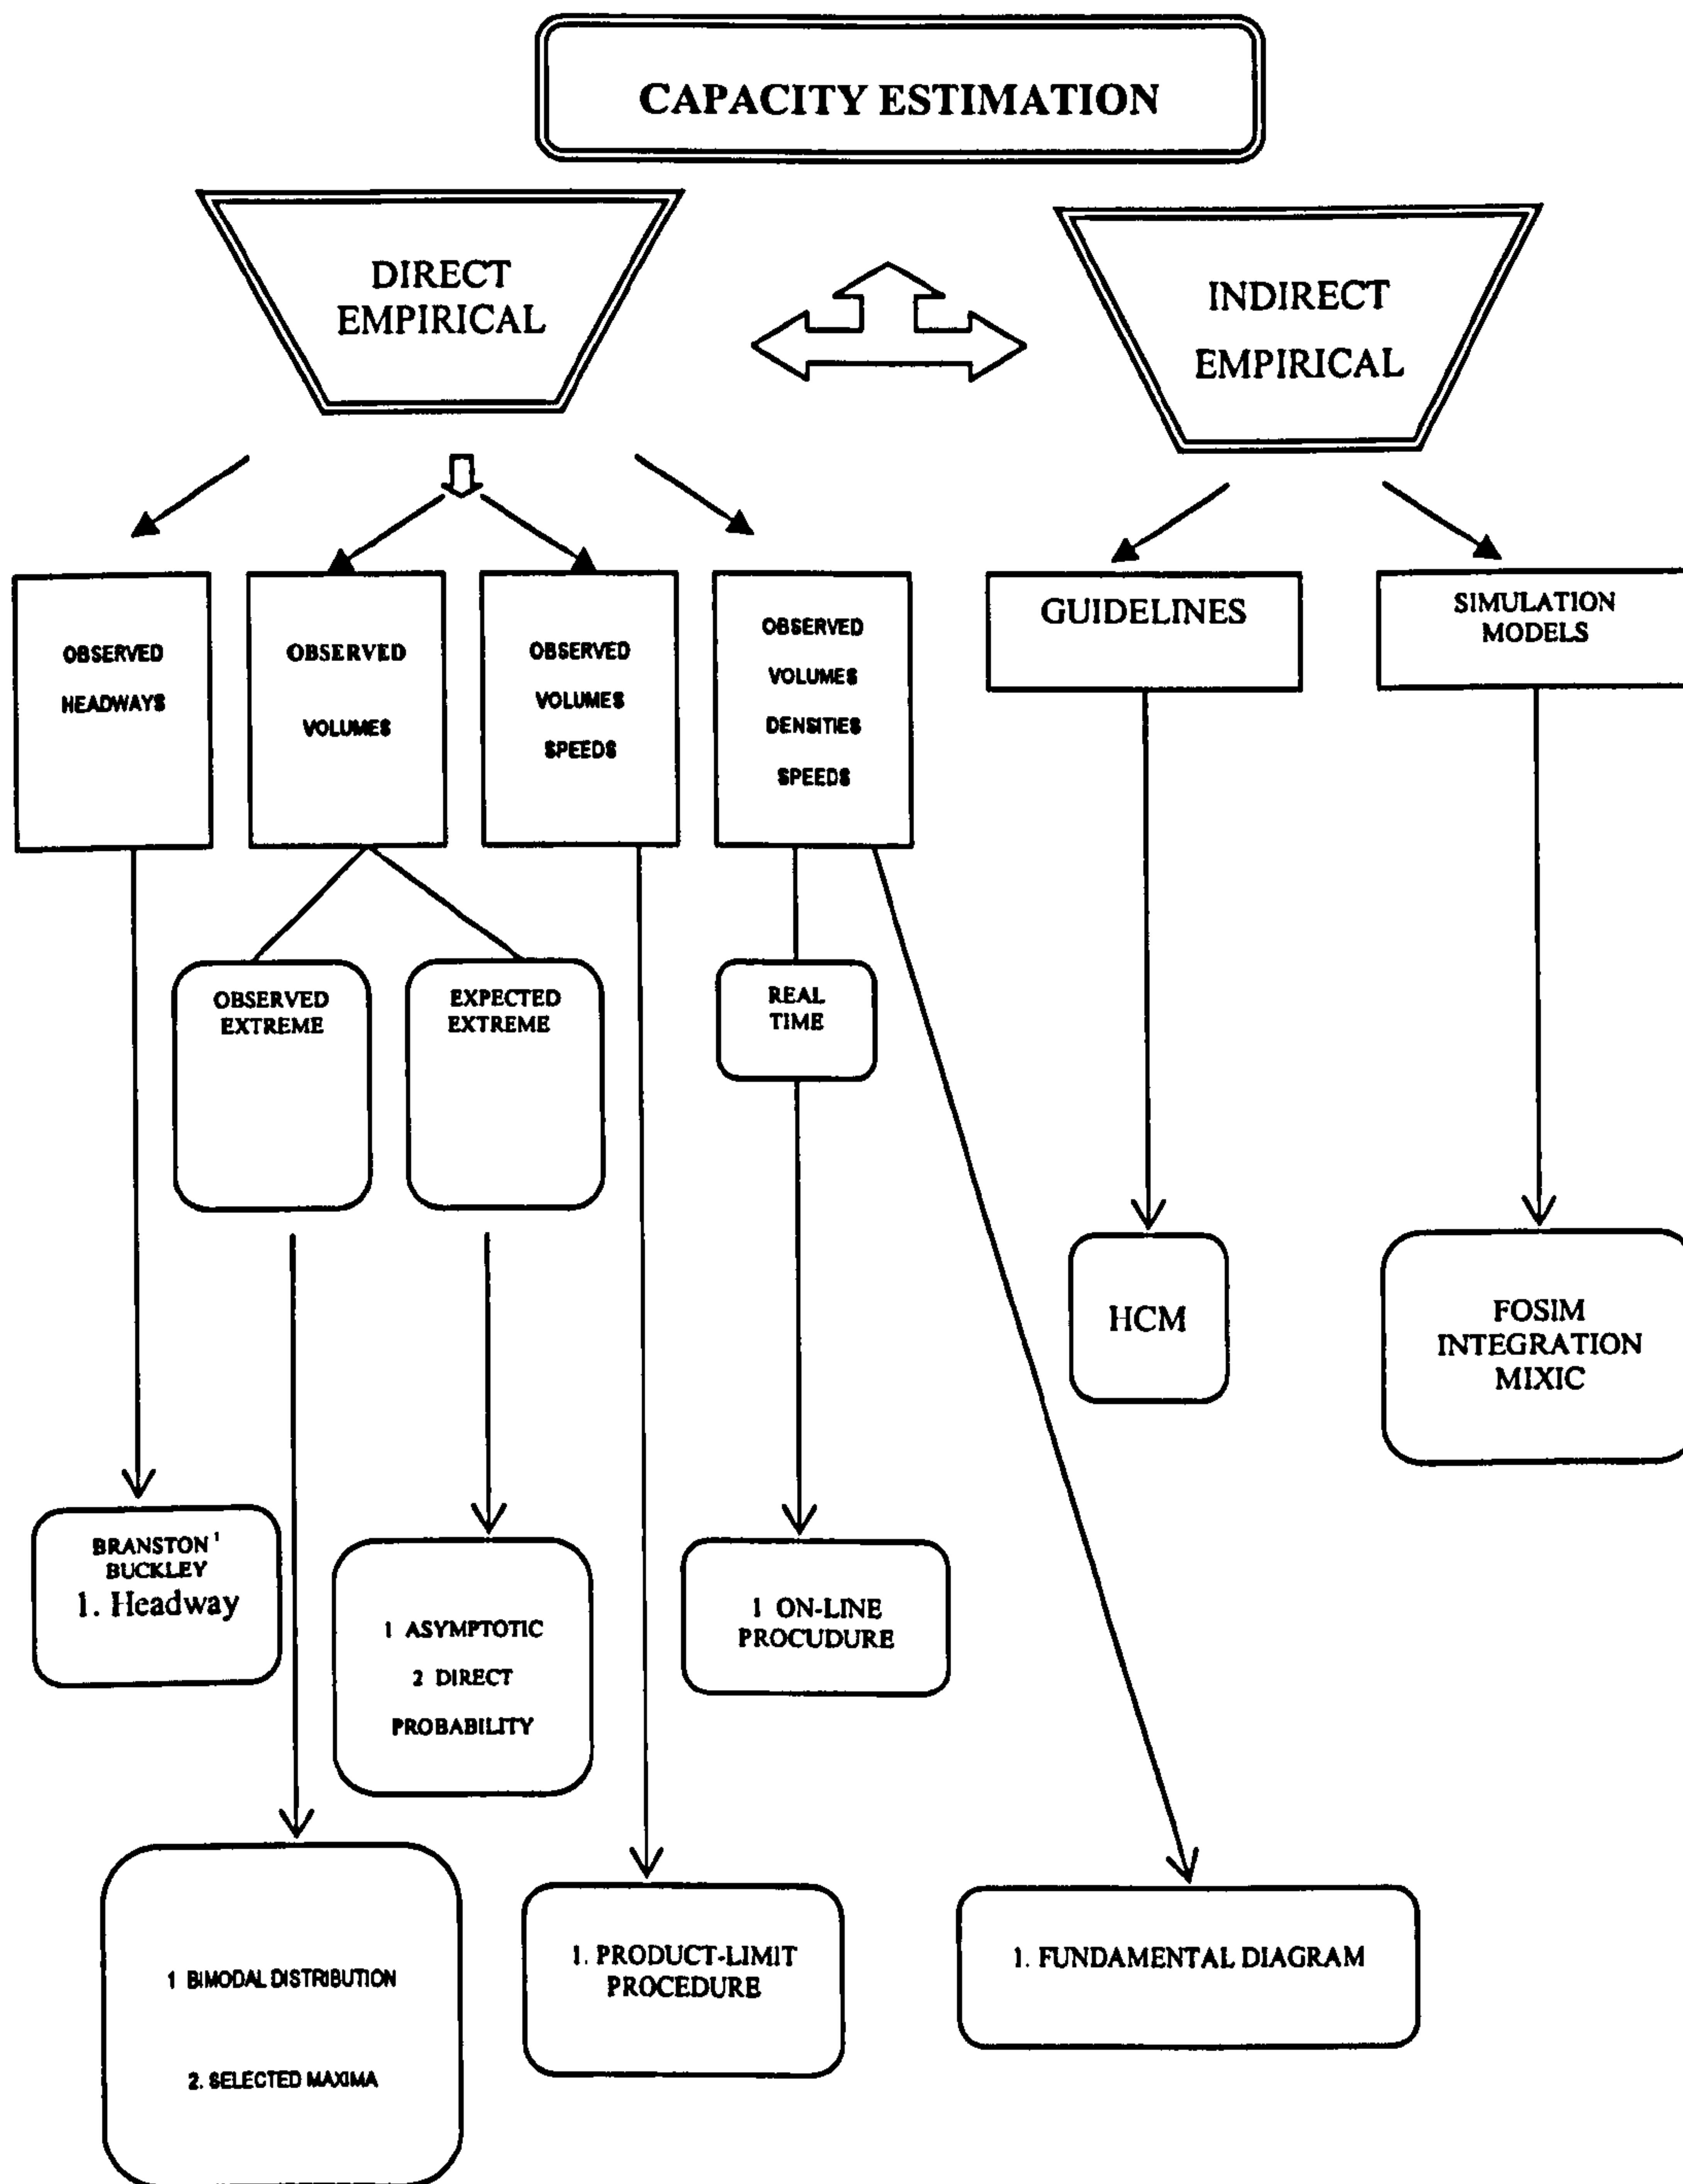 CAPACITY ESTIMATION
DIRECT
EMPIRICAL
INDIRECT
EMPIRICAL
OBSERVED
HEADWAYS
OBSERVED
VOLUMES
OBSERVED
VOLUMES
SPEEDS
OBSERVED
VOLUMES
DENSITIES
SPEEDS
GUIDELINES
SIMULATION
MODELS
OBSERVED
EXTREME
EXPECTED
EXTREME
REAL
TIME
HCM
FOSIM
INTEGRATION
MIXIC
BRANSTON¹
BUCKLEY
1. Headway
1 ASYMPTOTIC
2 DIRECT
PROBABILITY
1 ON-LINE
PROCUDURE
1 BIMODAL DISTRIBUTION
2. SELECTED MAXIMA
1. PRODUCT-LIMIT
PROCEDURE
1. FUNDAMENTAL DIAGRAM